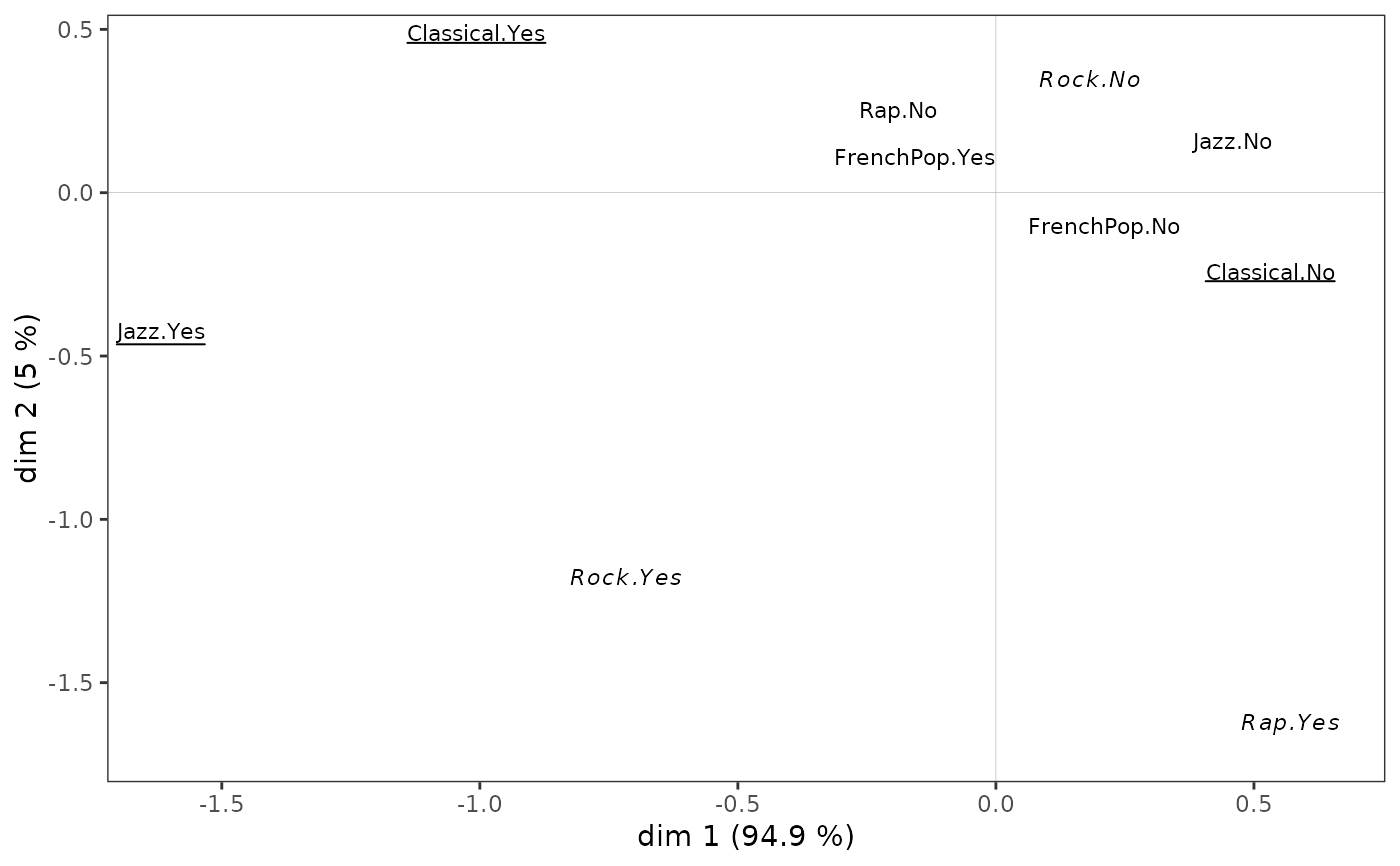 0.5
Classical.Yes
Rock.No
Rap.No
Jazz.No
FrenchPop.Yes
0.0
FrenchPop.No
Classical.No
Jazz.Yes
-0.5
dim 2 (5 %)
-1.0
Rock.Yes
-1.5
Rap.Yes
-1.5 -1.0 -0.5 0.0 0.5
dim 1 (94.9 %)